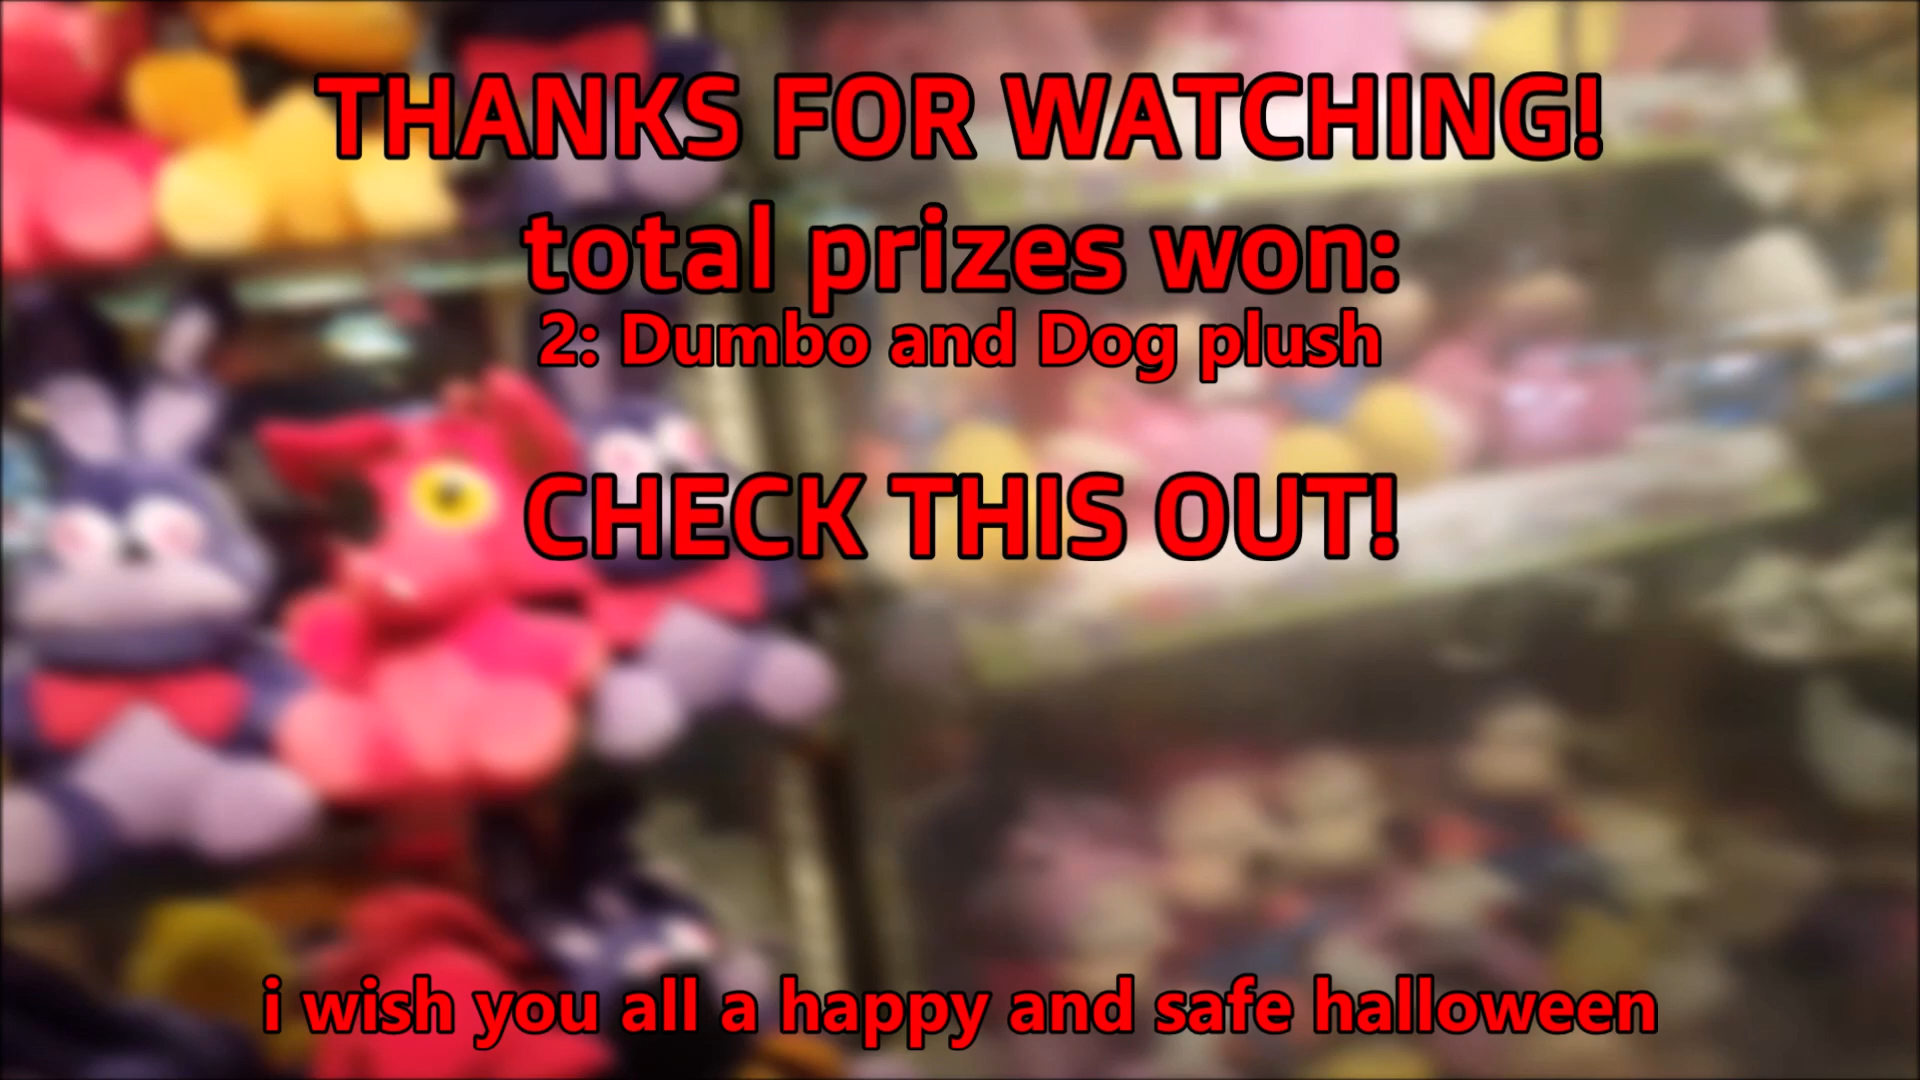 THANKS FOR WATCHING!
total prizes won:
2: Dumbo and Dog plush
CHECK THIS OUT!
i wish you all a happy and safe halloween